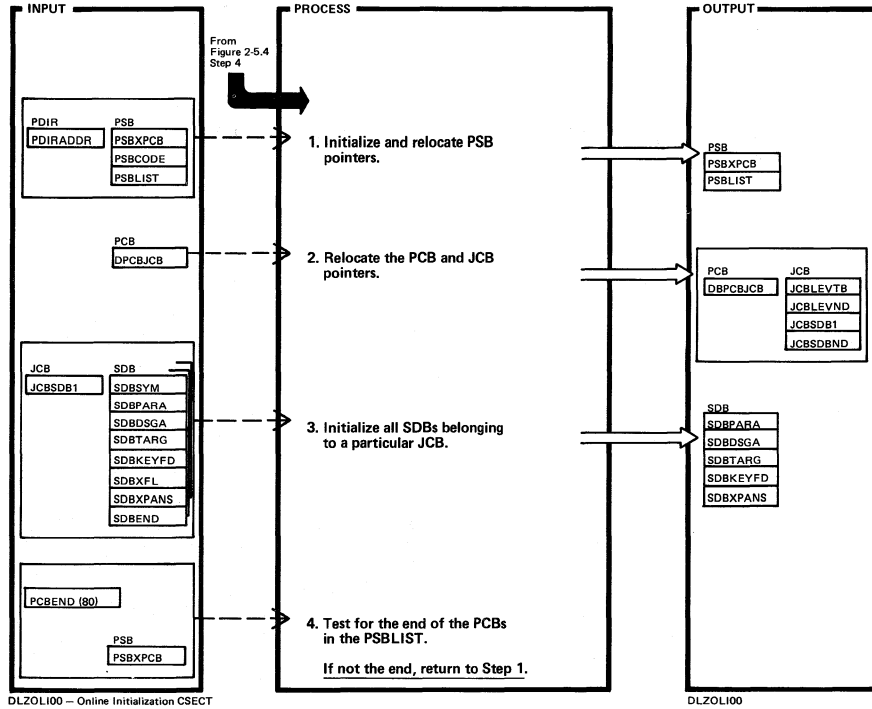 INPUT
PROCESS
OUTPUT
From
Figure 2-5.4
Step 4
PDIR
PDIRADDR
PSB
PSBXPCB
PSBCODE
PSBLIST
1. Initialize and relocate PSB
pointers.
PSB
PSBXPCB
PSBLIST
PCB
DPCBJCB
2. Relocate the PCB and JCB
pointers.
PCB
DBPCBJCB
JCB
JCBLEVTB
JCBLEVND
JCBSDB1
JCBSDBND
JCB
JCBSDB1
SDB
SDBSYM
SDBPARA
SDBDSGA
SDBTARG
SDBKEYFD
SDBXFL
SDBXPANS
SDBEND
3. Initialize all SDBs belonging
to a particular JCB.
SDB
SDBPARA
SDBDSGA
SDBTARG
SDBKEYFD
SDBXPANS
PCBEND (80)
PSB
PSBXPCB
4. Test for the end of the PCBs
in the PSBLIST.
If not the end, return to Step 1.
DLZOLI00 — Online Initialization CSECT
DLZOLI00